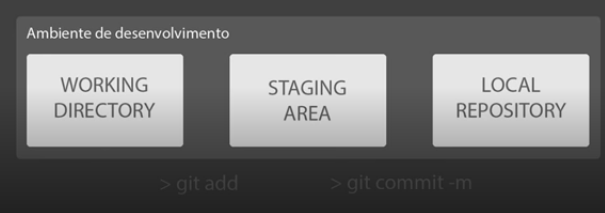 Ambiente de desenvolvimento
WORKING
DIRECTORY
STAGING
AREA
LOCAL
REPOSITORY
> git add
> git commit -m